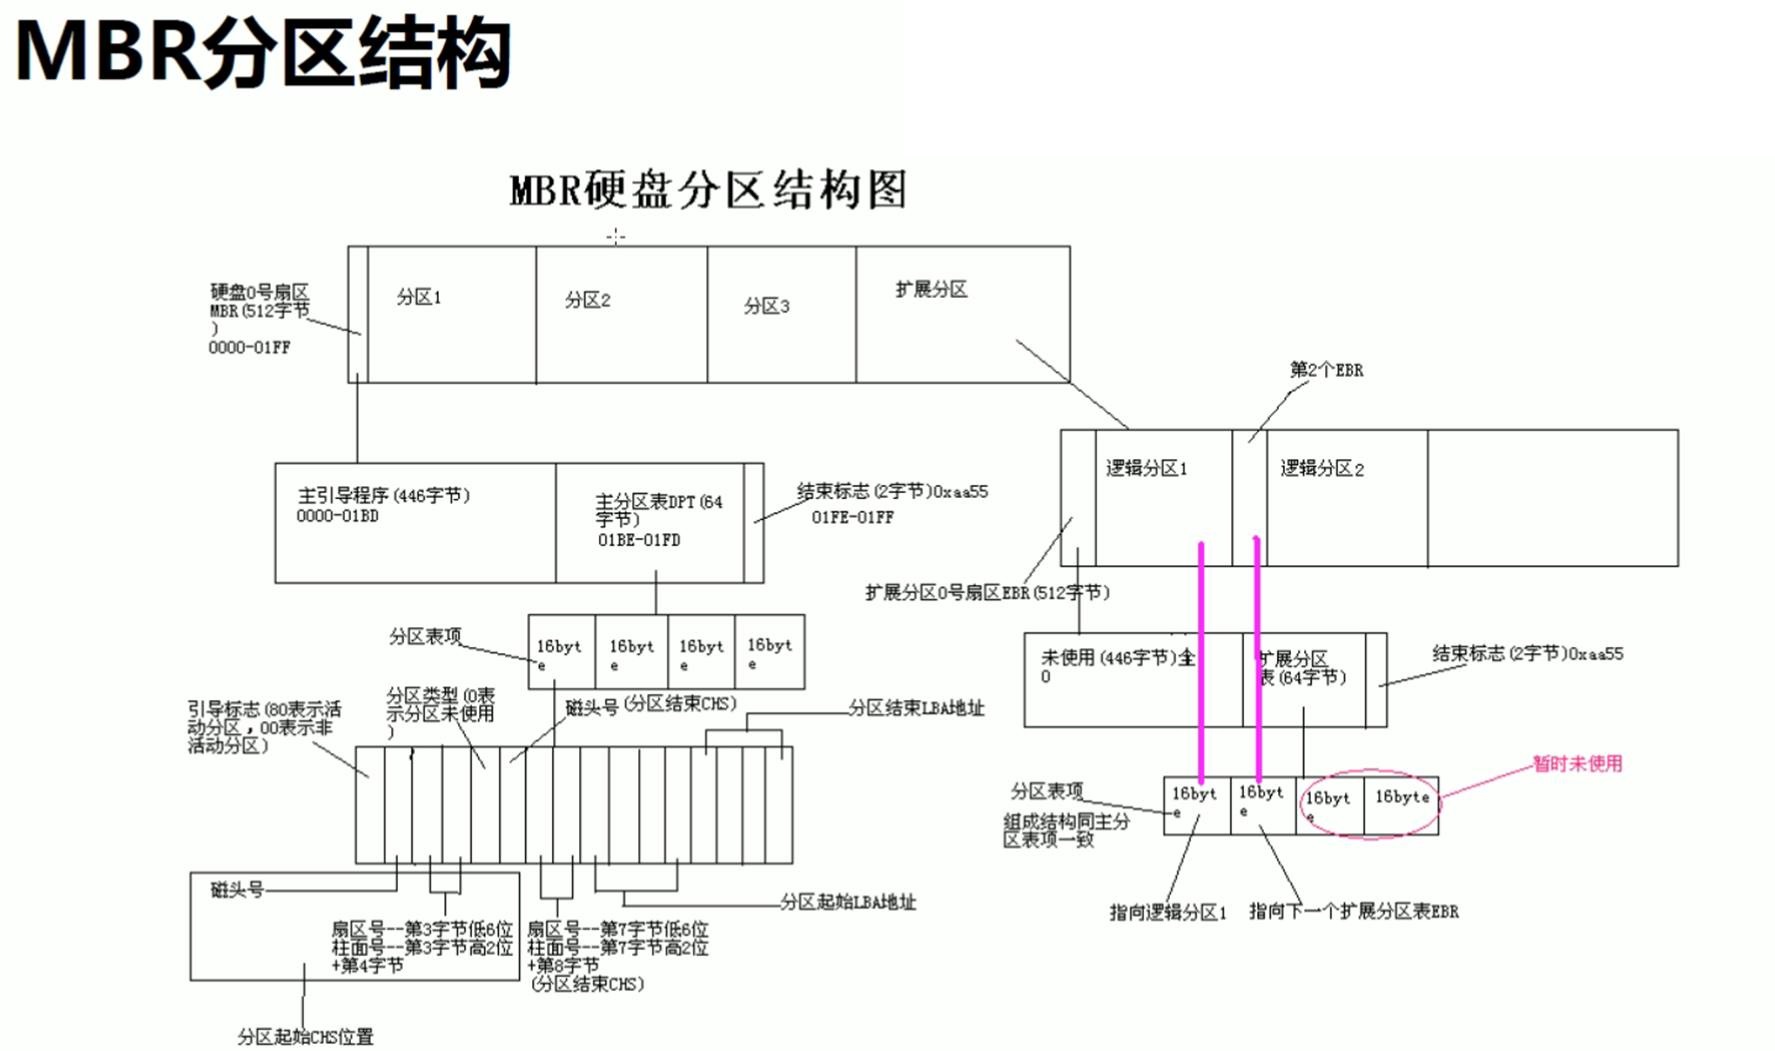 MBR分区结构
MBR硬盘分区结构图
硬盘0号扇区
MBR(512字节
)
0000-01FF
分区1
分区2
分区3
扩展分区
第2个EBR
逻辑分区1
逻辑分区2
主引导程序(446字节)
0000-01BD
主分区表DPT(64
字节)
01BE-01FD
结束标志(2字节)0xaa55
01FE-01FF
扩展分区0号扇区EBR(512字节)
分区表项
16byt
e
16byt
e
16byt
e
16byt
e
未使用(446字节)全
0
扩展分区
表(64字节)
结束标志(2字节)0xaa55
引导标志(80表示活
动分区，00表示非
活动分区)
分区类型(0表
示分区未使用
)
磁头号(分区结束CHS)
分区结束LBA地址
暂时未使用
分区表项
组成结构同主分
区表项一致
16byt
e
16byt
e
16byt
e
16byte
磁头号
扇区号--第3字节低6位
柱面号--第3字节高2位
+第4字节
扇区号--第7字节低6位
柱面号--第7字节高2位
+第8字节
(分区结束CHS)
分区起始LBA地址
指向逻辑分区1
指向下一个扩展分区表EBR
分区起始CHS位置